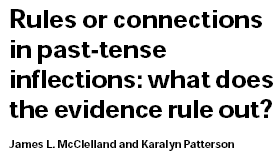 Rules or connections
in past-tense
inflections: what does
the evidence rule out?
James L. McClelland and Karalyn Patterson